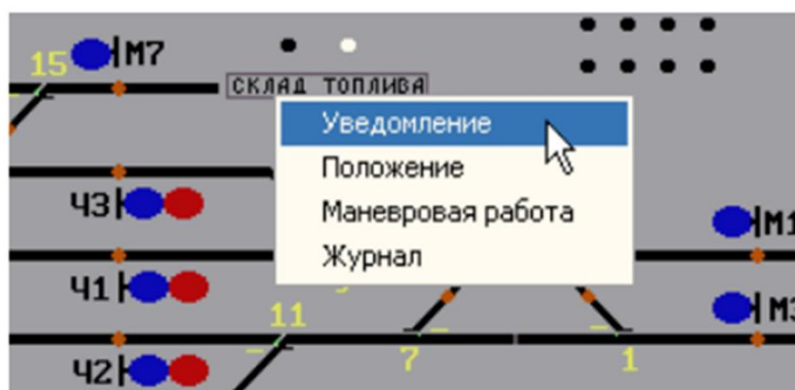 15 М7
СКЛАД ТОПЛИВА
Уведомление
Положение
Ч3 Маневровая работа М1
Ч1 Журнал
М3
11
Ч2 7 1